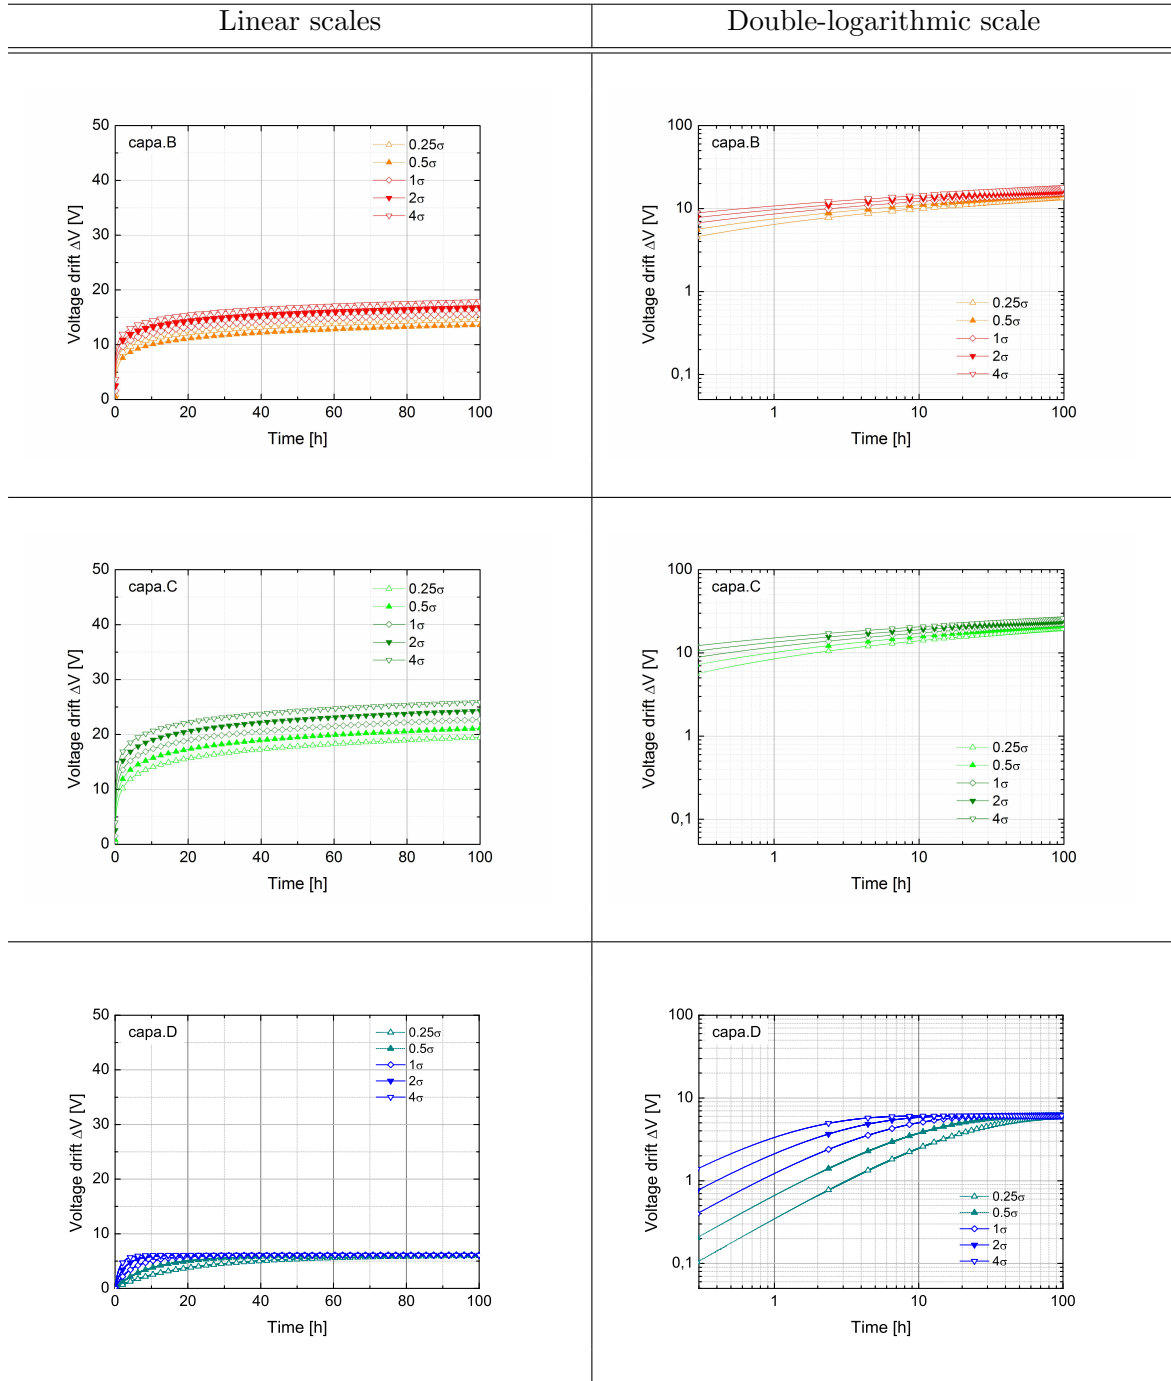 Linear scales
Double-logarithmic scale
capa.B
0.25σ
0.5σ
1σ
2σ
4σ
50
40
30
20
10
0
0 20 40 60 80 100
Voltage drift ΔV [V]
Time [h]
capa.B
0.25σ
0.5σ
1σ
2σ
4σ
100
10
1
0,1
1 10 100
Voltage drift ΔV [V]
Time [h]
capa.C
0.25σ
0.5σ
1σ
2σ
4σ
50
40
30
20
10
0
0 20 40 60 80 100
Voltage drift ΔV [V]
Time [h]
capa.C
0.25σ
0.5σ
1σ
2σ
4σ
100
10
1
0,1
1 10 100
Voltage drift ΔV [V]
Time [h]
capa.D
0.25σ
0.5σ
1σ
2σ
4σ
50
40
30
20
10
0
0 20 40 60 80 100
Voltage drift ΔV [V]
Time [h]
capa.D
0.25σ
0.5σ
1σ
2σ
4σ
100
10
1
0,1
1 10 100
Voltage drift ΔV [V]
Time [h]